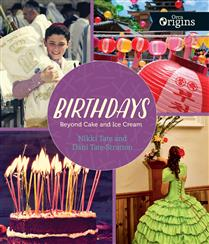 Orca
Origins
BIRTHDAYS
Beyond Cake and Ice Cream
Nikki Tate and
Dani Tate-Stratton